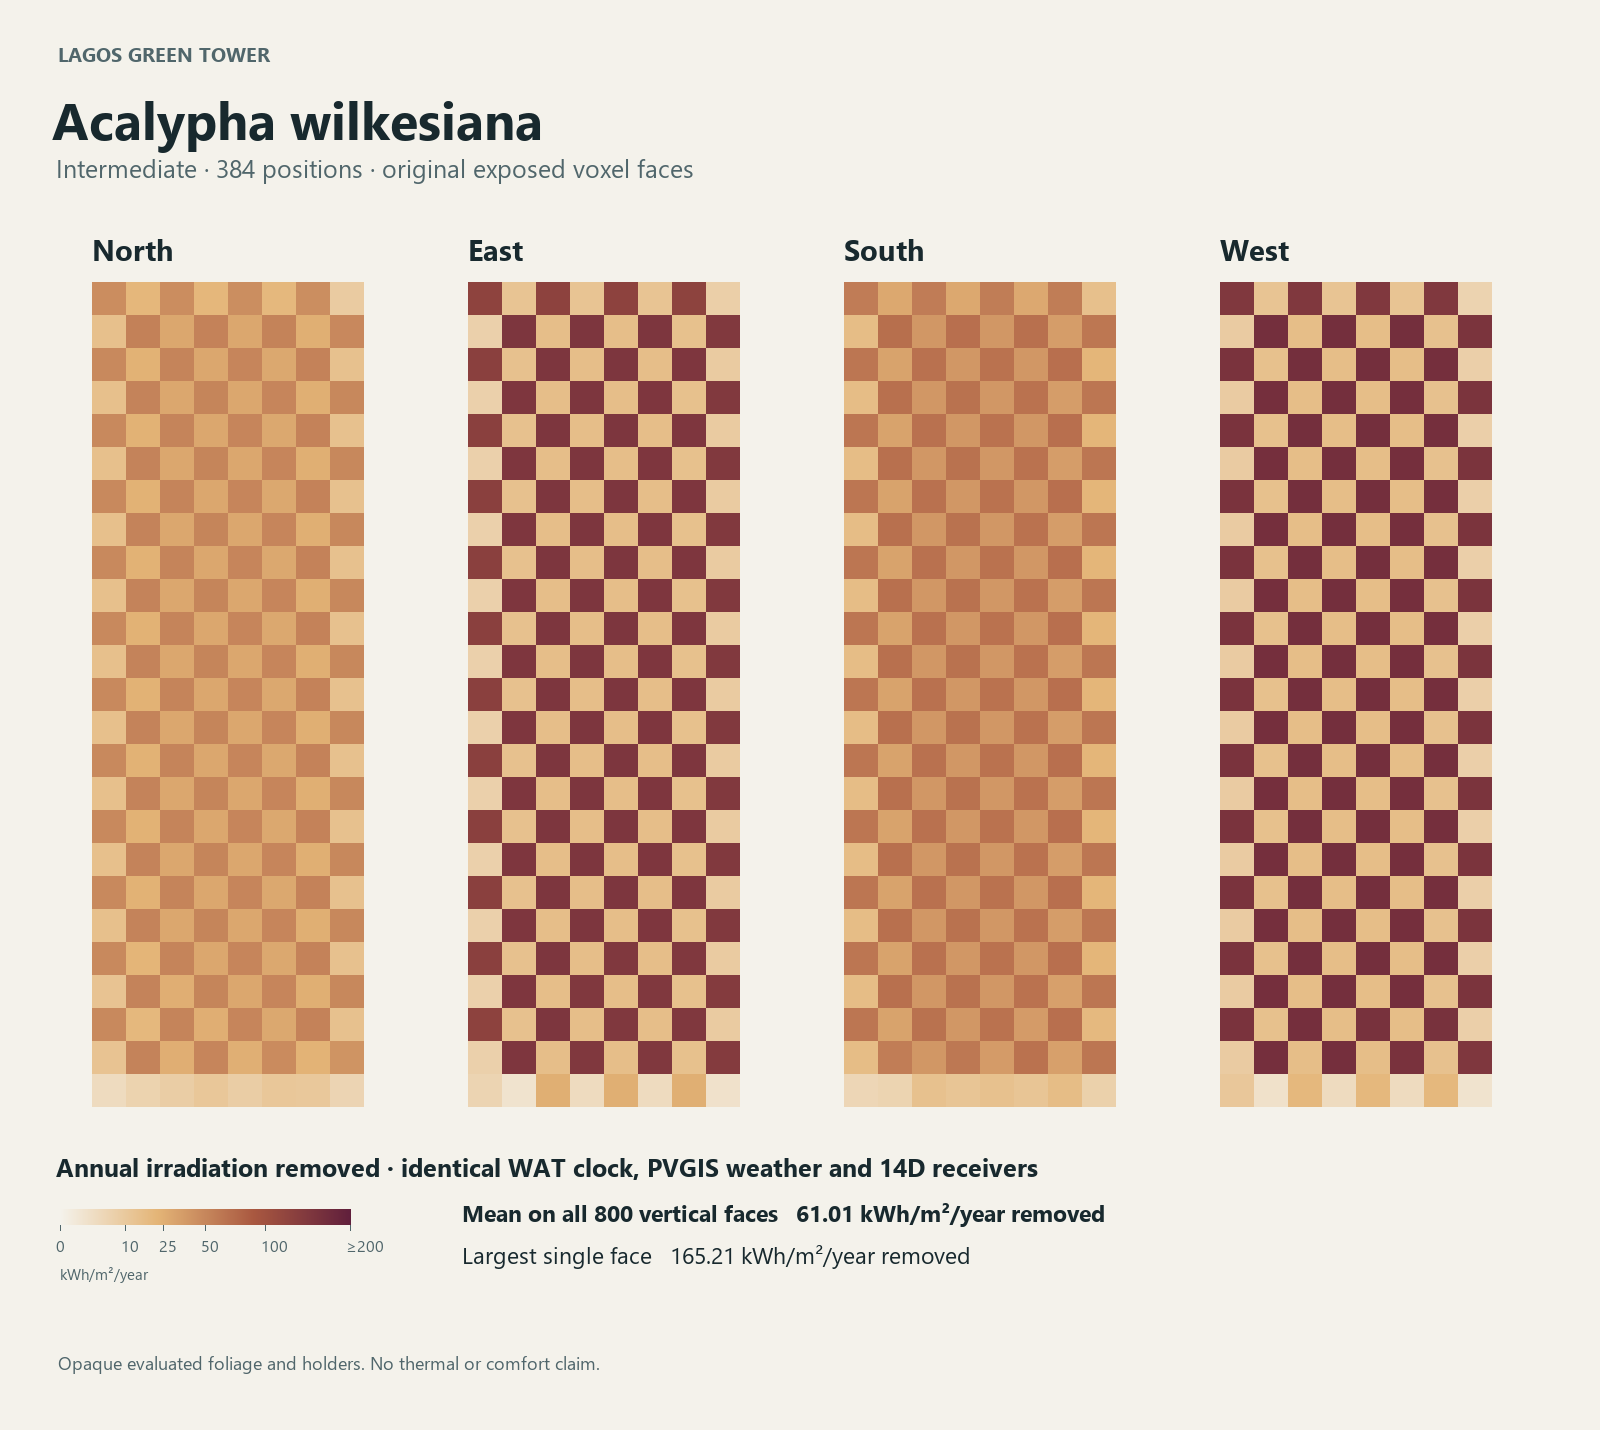 LAGOS GREEN TOWER
Acalypha wilkesiana
Intermediate · 384 positions · original exposed voxel faces
North East South West
Annual irradiation removed · identical WAT clock, PVGIS weather and 14D receivers
Mean on all 800 vertical faces 61.01 kWh/m²/year removed
0 10 25 50 100 ≥200
Largest single face 165.21 kWh/m²/year removed
kWh/m²/year
Opaque evaluated foliage and holders. No thermal or comfort claim.